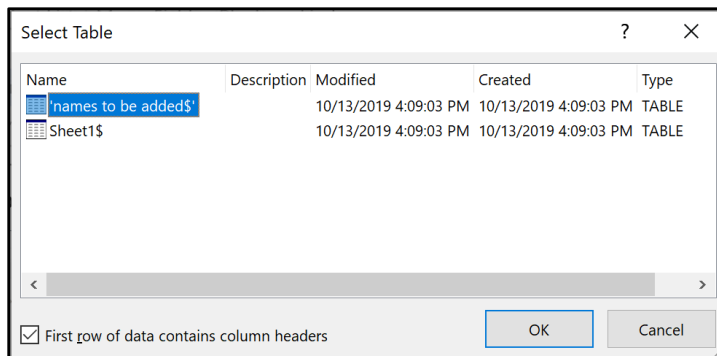 Select Table ? ×
Name Description Modified Created Type
'names to be added$' 10/13/2019 4:09:03 PM 10/13/2019 4:09:03 PM TABLE
Sheet1$ 10/13/2019 4:09:03 PM 10/13/2019 4:09:03 PM TABLE
First row of data contains column headers OK Cancel